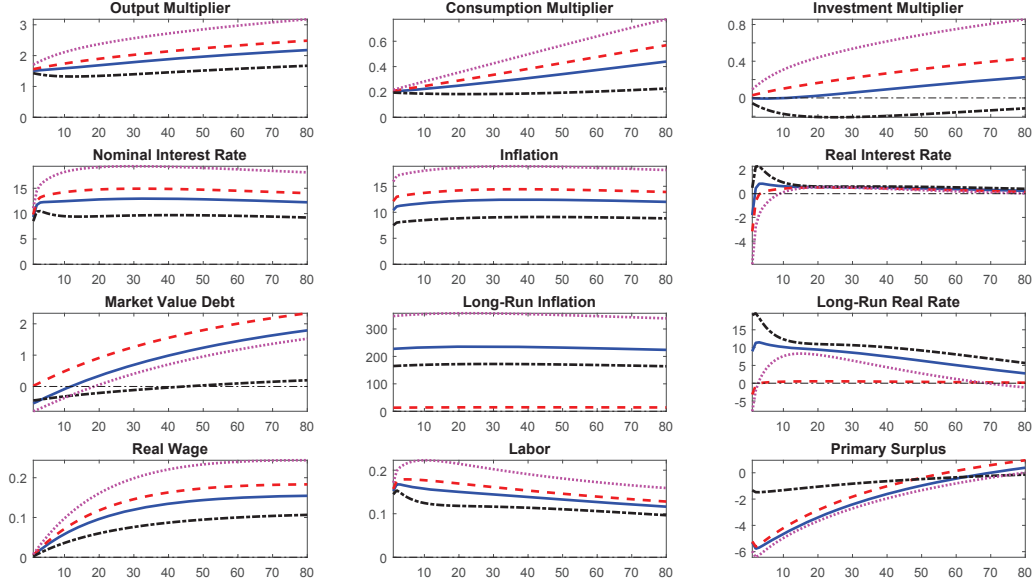 Output Multiplier
3
2
1
0
10 20 30 40 50 60 70 80
Consumption Multiplier
0.6
0.4
0.2
0
10 20 30 40 50 60 70 80
Investment Multiplier
0.8
0.6
0.4
0.2
0
10 20 30 40 50 60 70 80
Nominal Interest Rate
15
10
5
0
10 20 30 40 50 60 70 80
Inflation
15
10
5
0
10 20 30 40 50 60 70 80
Real Interest Rate
2
0
-2
-4
10 20 30 40 50 60 70 80
Market Value Debt
2
1
0
10 20 30 40 50 60 70 80
Long-Run Inflation
300
200
100
0
10 20 30 40 50 60 70 80
Long-Run Real Rate
15
10
5
0
-5
10 20 30 40 50 60 70 80
Real Wage
0.2
0.1
0
10 20 30 40 50 60 70 80
Labor
0.2
0.1
0
10 20 30 40 50 60 70 80
Primary Surplus
0
-2
-4
-6
10 20 30 40 50 60 70 80